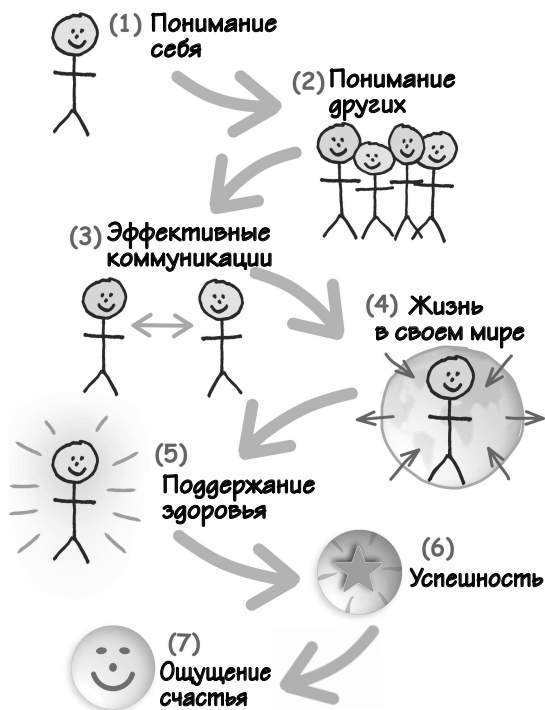 (1) Понимание
себя
(2) Понимание
других
(3) Эффективные
коммуникации
(4) Жизнь
в своем мире
(5)
Поддержание
здоровья
(6)
Успешность
(7)
Ощущение
счастья